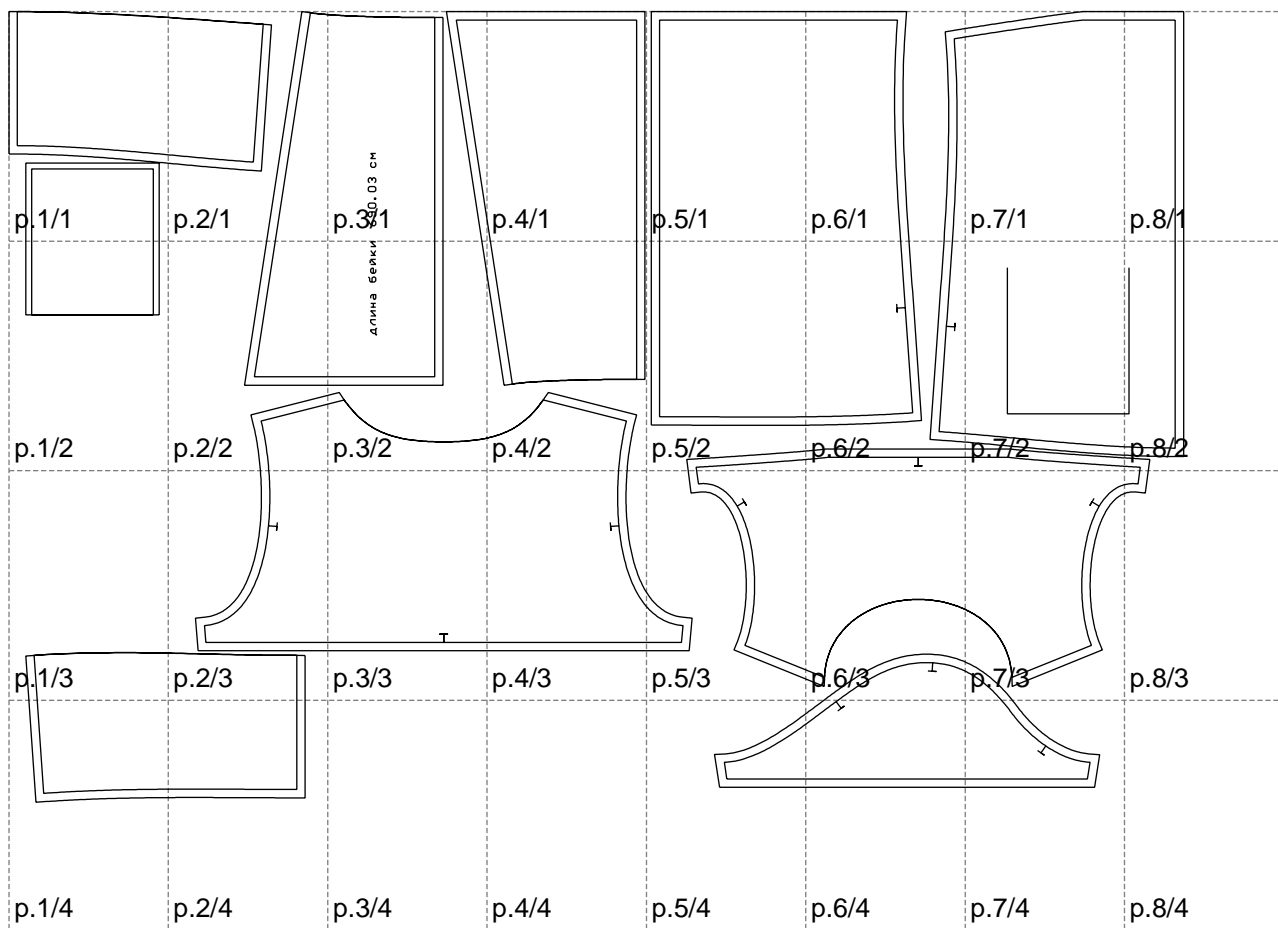 длина бейки
.03 см
p.1/1 p.2/1 p.3/1 p.4/1 p.5/1 p.6/1 p.7/1 p.8/1
p.1/2 p.2/2 p.3/2 p.4/2 p.5/2 p.6/2 p.7/2 p.8/2
p.1/3 p.2/3 p.3/3 p.4/3 p.5/3 p.6/3 p.7/3 p.8/3
p.1/4 p.2/4 p.3/4 p.4/4 p.5/4 p.6/4 p.7/4 p.8/4